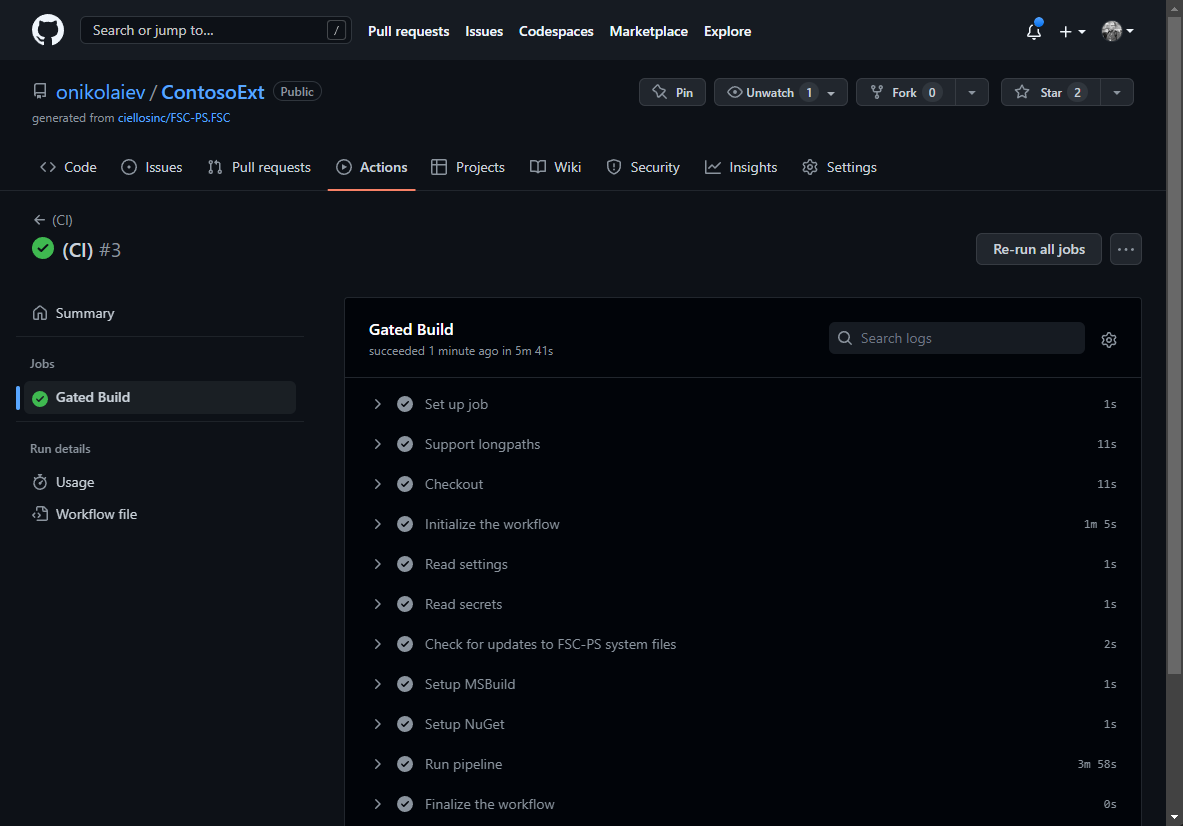 Search or jump to... /
Pull requests Issues Codespaces Marketplace Explore
onikolaiev / ContosoExt Public
Pin Unwatch 1 Fork 0 Star 2
generated from ciellosinc/FSC-PS.FSC
Code Issues Pull requests Actions Projects Wiki Security Insights Settings
(CI)
(CI) #3
Re-run all jobs
Summary
Jobs
Gated Build
Run details
Usage
Workflow file
Gated Build
succeeded 1 minute ago in 5m 41s
Search logs
Set up job 1s
Support longpaths 11s
Checkout 11s
Initialize the workflow 1m 5s
Read settings 1s
Read secrets 1s
Check for updates to FSC-PS system files 2s
Setup MSBuild 1s
Setup NuGet 1s
Run pipeline 3m 58s
Finalize the workflow 0s